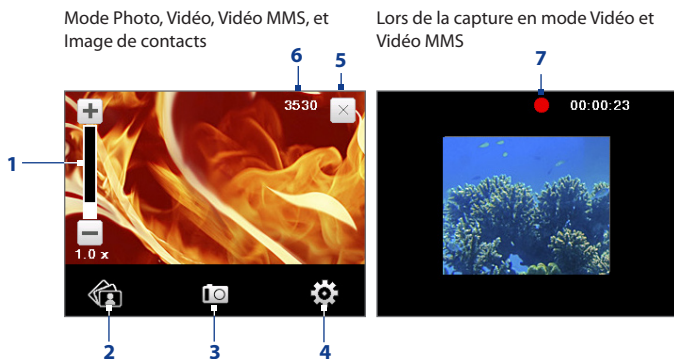 Mode Photo, Vidéo, Vidéo MMS, et
Image de contacts
6
5
3530
1
1.0 x
2
3
4
Lors de la capture en mode Vidéo et
Vidéo MMS
7
00:00:23